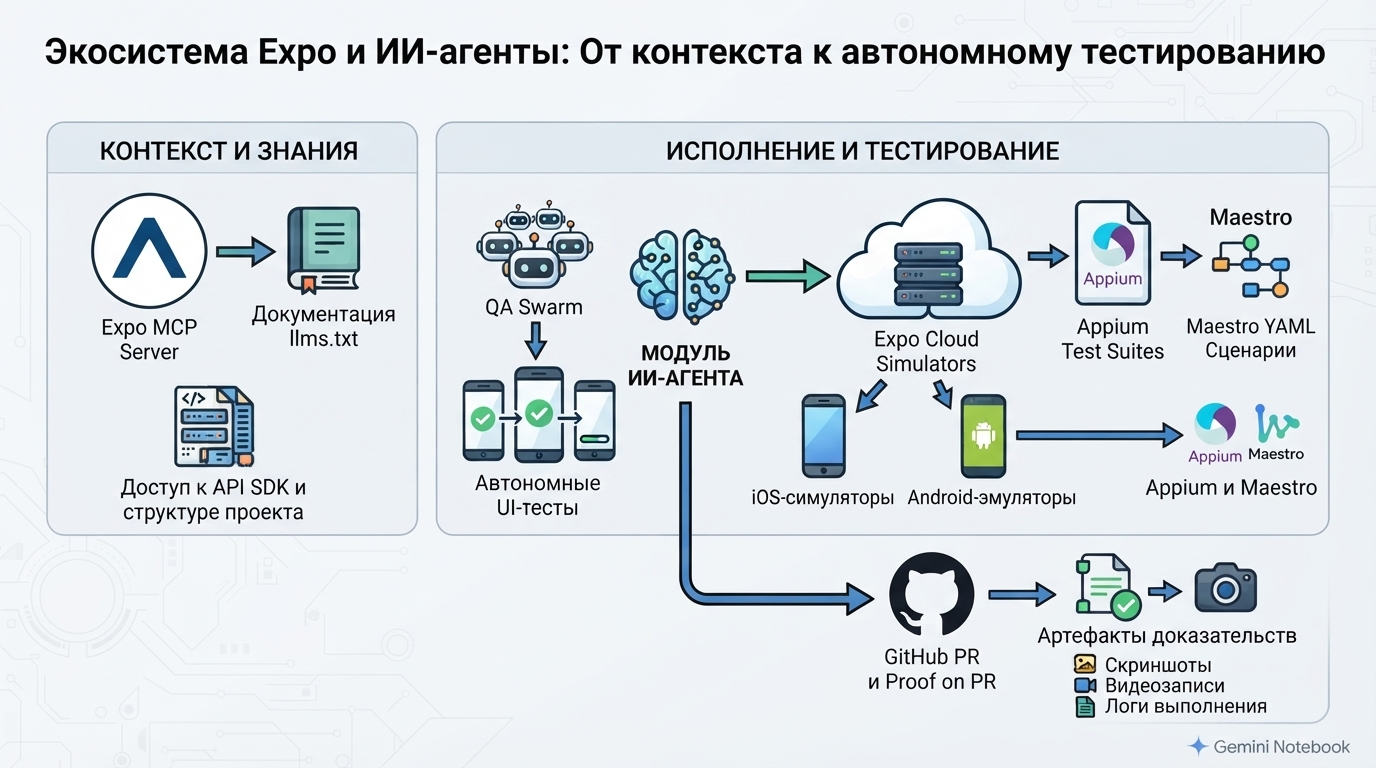 Экосистема Expo и ИИ-агенты: От контекста к автономному тестированию
КОНТЕКСТ И ЗНАНИЯ
Expo MCP
Server
Документация
llms.txt
</>
Доступ к API SDK и
структуре проекта
ИСПОЛНЕНИЕ И ТЕСТИРОВАНИЕ
QA Swarm
Автономные
UI-тесты
МОДУЛЬ
ИИ-АГЕНТА
Expo Cloud
Simulators
iOS-симуляторы
Android-эмуляторы
Appium
Appium
Test Suites
Maestro
Maestro YAML
Сценарии
Appium
Maestro
Appium и Maestro
GitHub PR
и Proof on PR
Артефакты доказательств
Скриншоты
Видеозаписи
Логи выполнения
Gemini Notebook